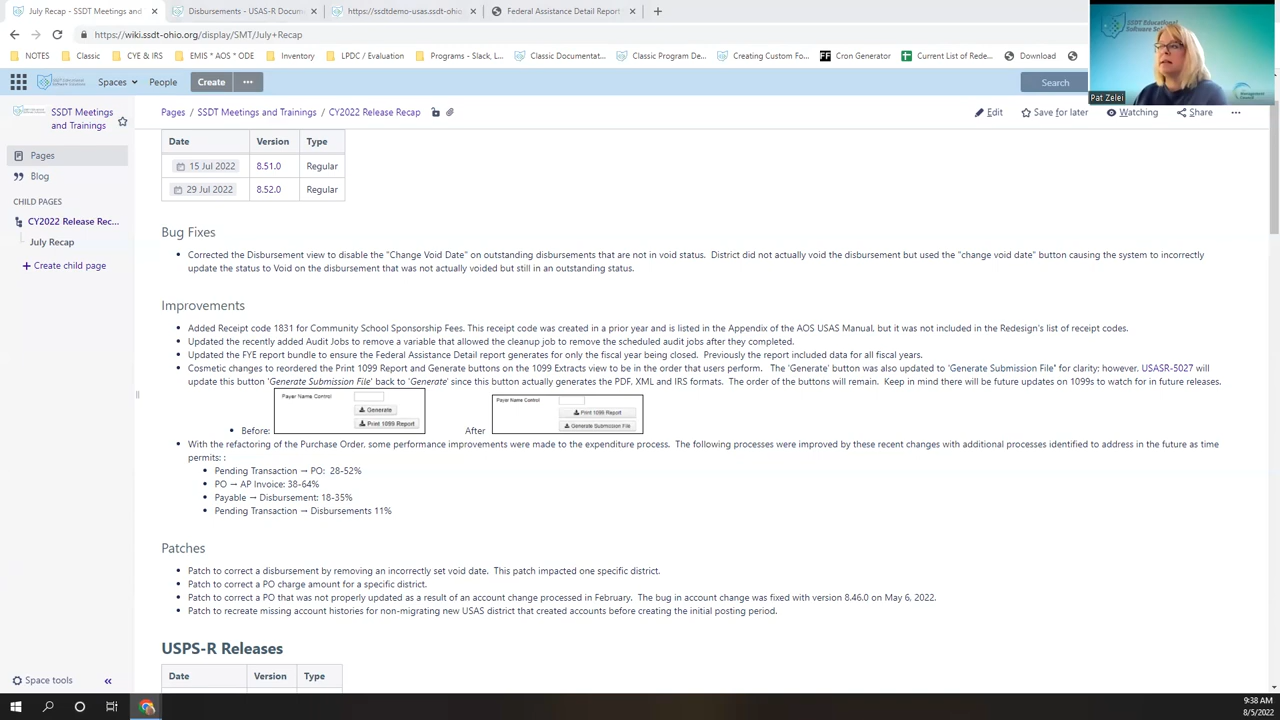 July Recap - SSDT Meetings and
Disbursements - USAS-R Docum
https://ssdtdemo-usas.ssdt-ohio
Federal Assistance Detail Report
https://wiki.ssdt-ohio.org/display/SMT/July+Recap
NOTES
Classic
CYE & IRS
EMIS * AOS * ODE
Inventory
LPDC / Evaluation
Programs - Slack, L...
Classic Documentat...
Classic Program De...
Creating Custom Fo...
Cron Generator
Current List of Rede...
Download
SSDT Educational
Software So
Management
Council
Pat Zelei
Spaces
People
Create
Search
SSDT Meetings
and Trainings
Pages
Blog
CHILD PAGES
CY2022 Release Rec...
July Recap
+ Create child page
Space tools
Pages / SSDT Meetings and Trainings / CY2022 Release Recap
Edit
Save for later
Watching
Share
Date Version Type
15 Jul 2022 8.51.0 Regular
29 Jul 2022 8.52.0 Regular
Bug Fixes
• Corrected the Disbursement view to disable the "Change Void Date" on outstanding disbursements that are not in void status. District did not actually void the disbursement but used the "change void date" button causing the system to incorrectly
update the status to Void on the disbursement that was not actually voided but still in an outstanding status.
Improvements
• Added Receipt code 1831 for Community School Sponsorship Fees. This receipt code was created in a prior year and is listed in the Appendix of the AOS USAS Manual, but it was not included in the Redesign's list of receipt codes.
• Updated the recently added Audit Jobs to remove a variable that allowed the cleanup job to remove the scheduled audit jobs after they completed.
• Updated the FYE report bundle to ensure the Federal Assistance Detail report generates for only the fiscal year being closed. Previously the report included data for all fiscal years.
• Cosmetic changes to reordered the Print 1099 Report and Generate buttons on the 1099 Extracts view to be in the order that users perform. The 'Generate' button was also updated to 'Generate Submission File" for clarity; however, USASR-5027 will
update this button 'Generate Submission File' back to 'Generate' since this button actually generates the PDF, XML and IRS formats. The order of the buttons will remain. Keep in mind there will be future updates on 1099s to watch for in future releases.
Payer Name Control
Generate
Print 1099 Report
Payer Name Control
Print 1099 Report
Generate Submission File
• Before: After
• With the refactoring of the Purchase Order, some performance improvements were made to the expenditure process. The following processes were improved by these recent changes with additional processes identified to address in the future as time
permits: :
• Pending Transaction → PO: 28-52%
• PO → AP Invoice: 38-64%
• Payable → Disbursement: 18-35%
• Pending Transaction → Disbursements 11%
Patches
• Patch to correct a disbursement by removing an incorrectly set void date. This patch impacted one specific district.
• Patch to correct a PO charge amount for a specific district.
• Patch to correct a PO that was not properly updated as a result of an account change processed in February. The bug in account change was fixed with version 8.46.0 on May 6, 2022.
• Patch to recreate missing account histories for non-migrating new USAS district that created accounts before creating the initial posting period.
USPS-R Releases
Date Version Type
9:38 AM
8/5/2022